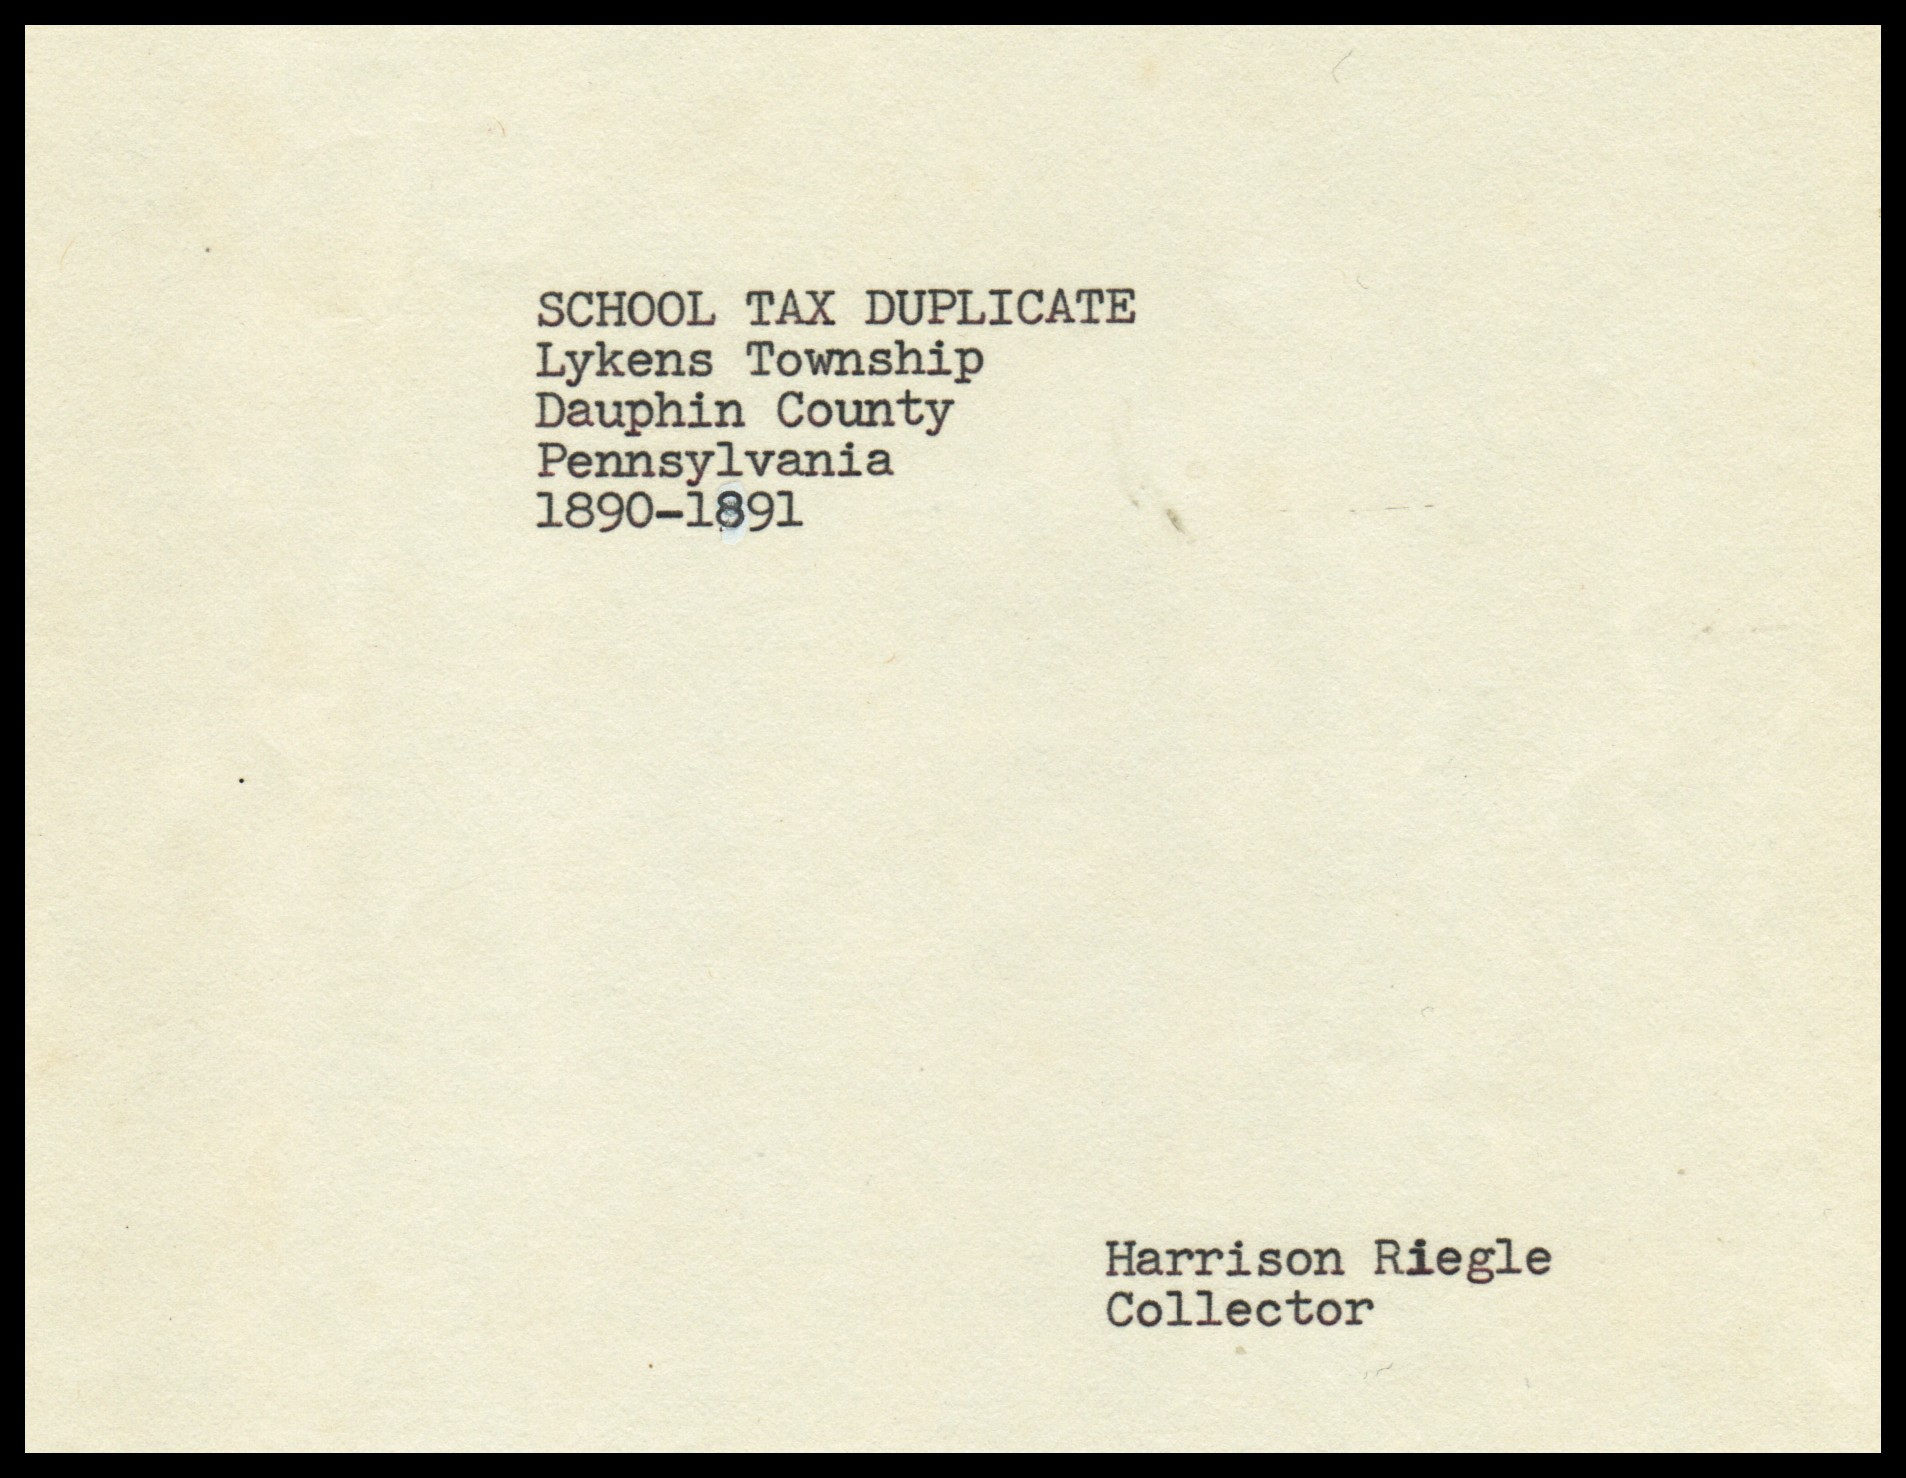 SCHOOL TAX DUPLICATE
Lykens Township
Dauphin County
Pennsylvania
1890-1891
Harrison Riegle
Collector